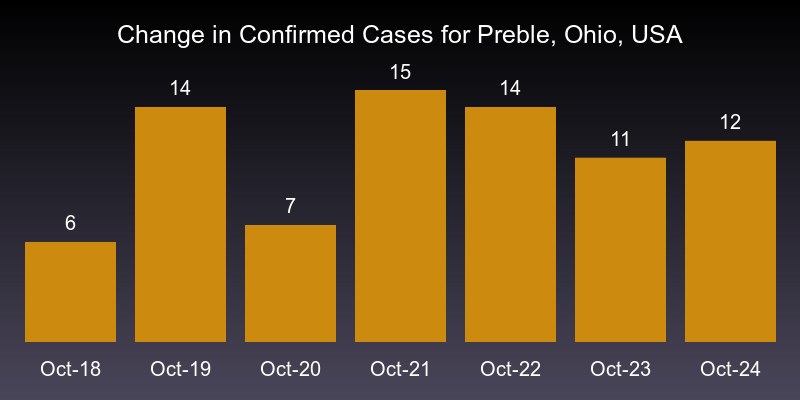 Change in Confirmed Cases for Preble, Ohio, USA
6
14
7
15
14
11
12
Oct-18
Oct-19
Oct-20
Oct-21
Oct-22
Oct-23
Oct-24